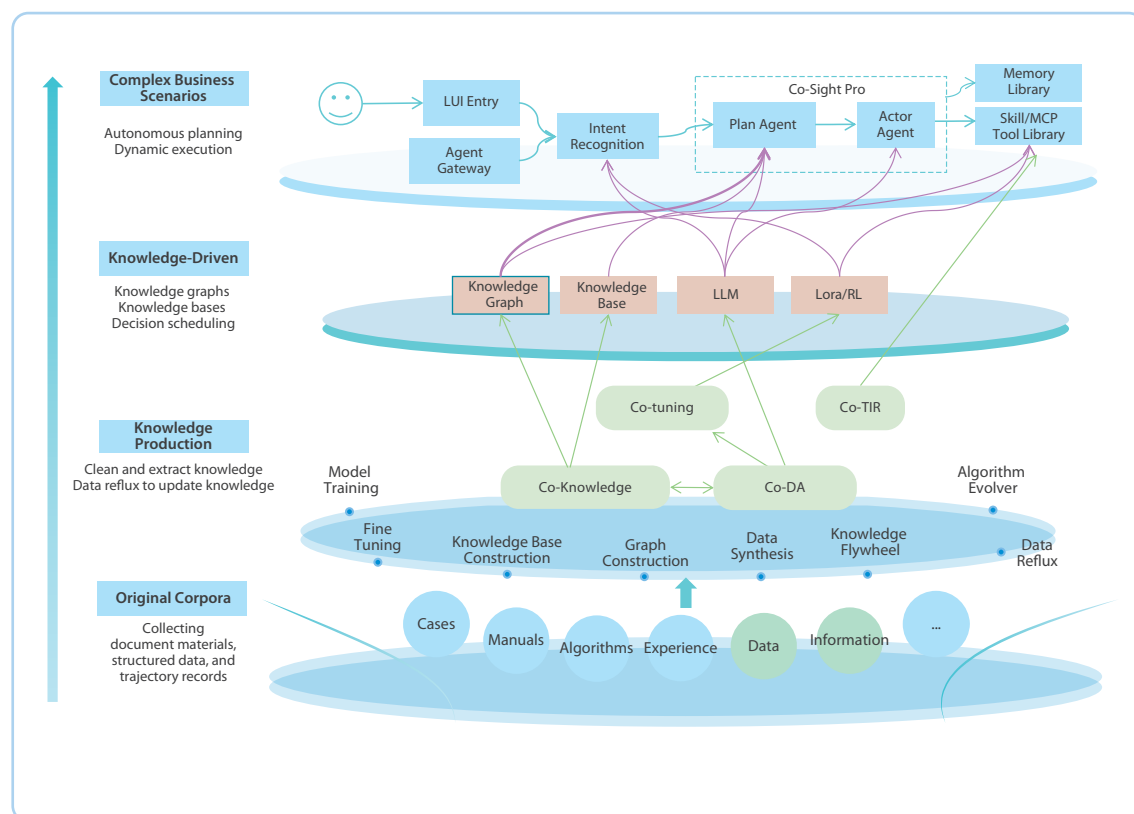 Complex Business
Scenarios
Autonomous planning
Dynamic execution
LUI Entry
Agent
Gateway
Intent
Recognition
Co-Sight Pro
Plan Agent
Actor
Agent
Memory
Library
Skill/MCP
Tool Library
Knowledge-Driven
Knowledge graphs
Knowledge bases
Decision scheduling
Knowledge
Graph
Knowledge
Base
LLM
Lora/RL
Co-tuning
Co-TIR
Knowledge
Production
Clean and extract knowledge
Data reflux to update knowledge
Co-Knowledge
Co-DA
Model
Training
Algorithm
Evolver
Fine
Tuning
Knowledge Base
Construction
Graph
Construction
Data
Synthesis
Knowledge
Flywheel
Data
Reflux
Original Corpora
Collecting
document materials,
structured data, and
trajectory records
Cases
Manuals
Algorithms
Experience
Data
Information
...